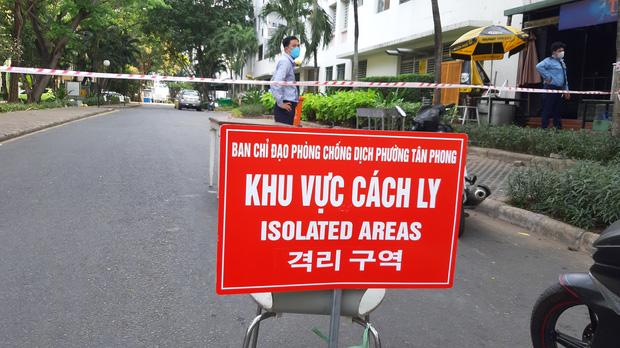 BAN CHỈ ĐẠO PHÒNG CHỐNG DỊCH PHƯỜNG TÂN PHONG
KHU VỰC CÁCH LY
ISOLATED AREAS
격리 구역